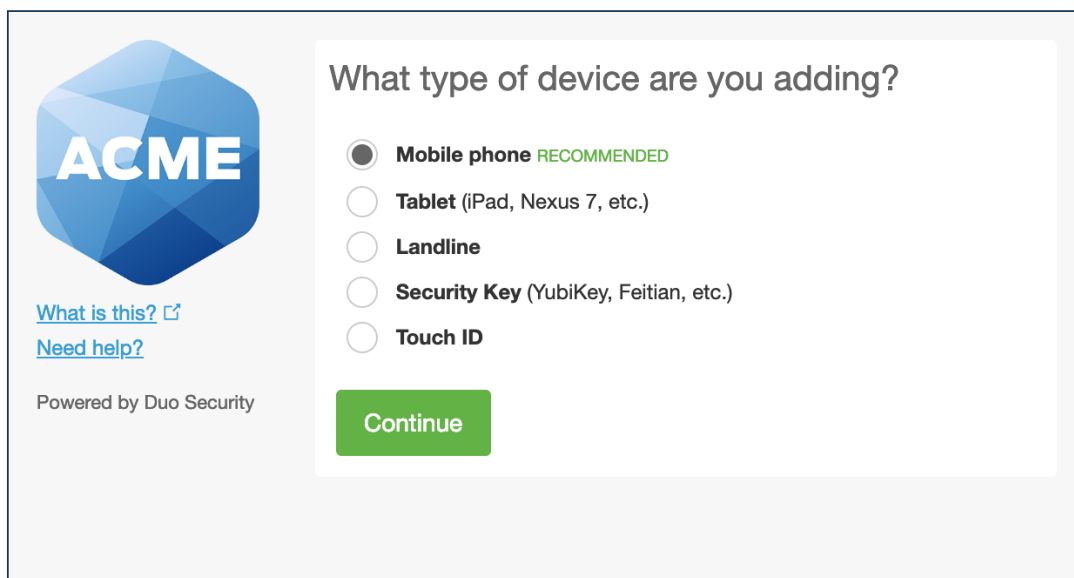 ACME
What is this?
Need help?
Powered by Duo Security
What type of device are you adding?
Mobile phone RECOMMENDED
Tablet (iPad, Nexus 7, etc.)
Landline
Security Key (YubiKey, Feitian, etc.)
Touch ID
Continue